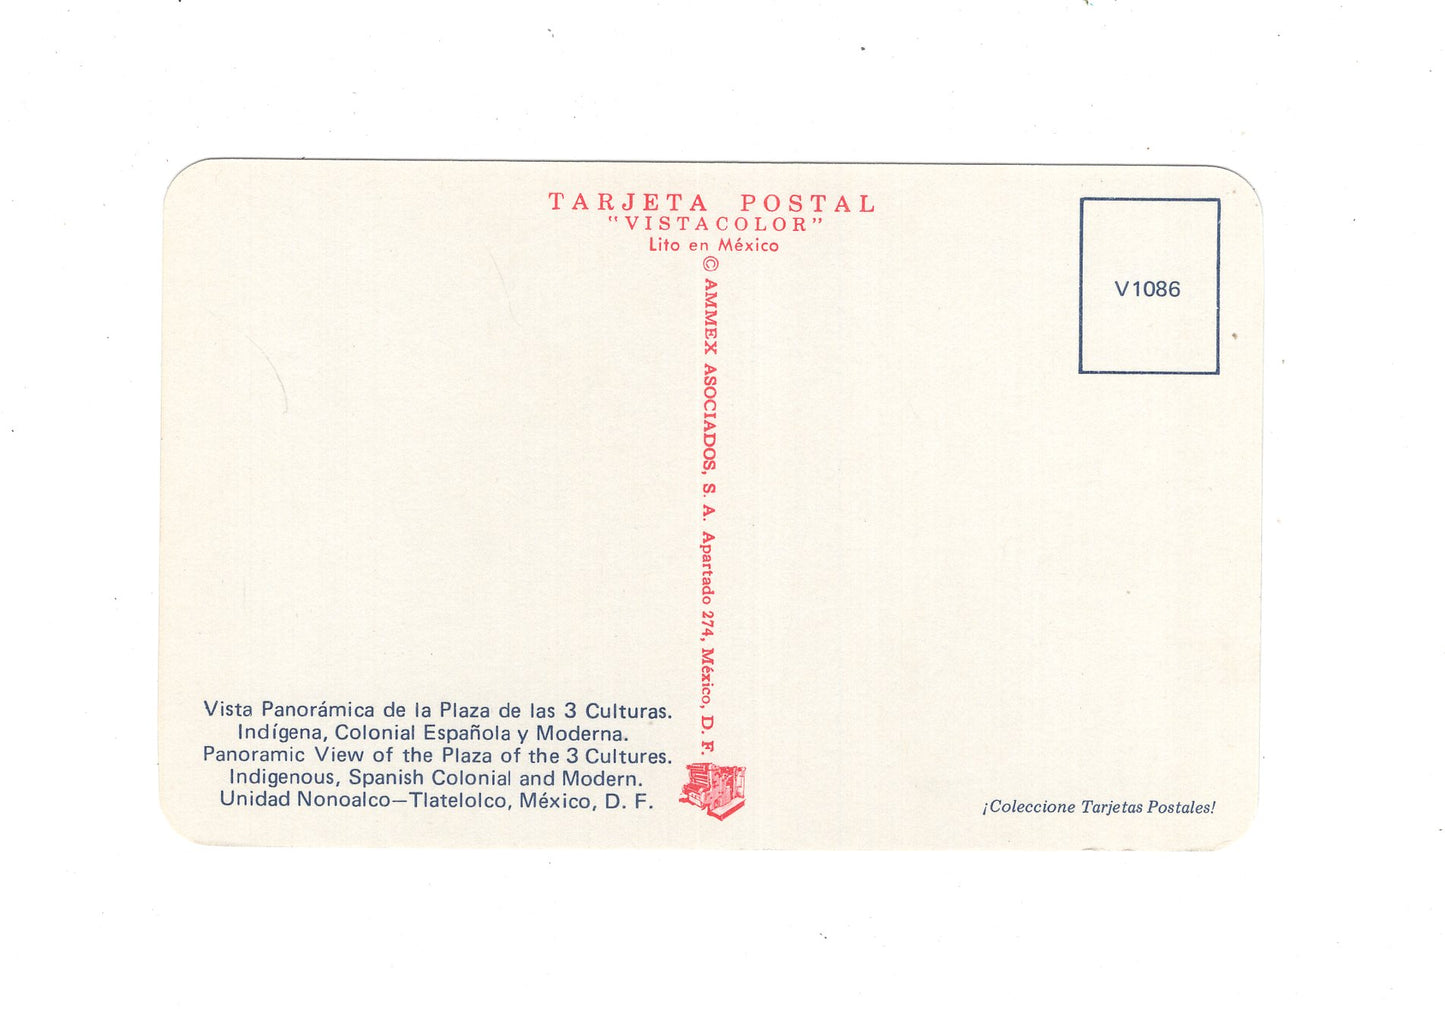 TARJETA POSTAL
"VISTACOLOR"
Lito en México
© AMMEX ASOCIADOS, S. A. Apartado 274, México, D. F.
V1086
Vista Panorámica de la Plaza de las 3 Culturas.
Indígena, Colonial Española y Moderna.
Panoramic View of the Plaza of the 3 Cultures.
Indigenous, Spanish Colonial and Modern.
Unidad Nonoalco—Tlatelolco, México, D. F.
¡Coleccione Tarjetas Postales!